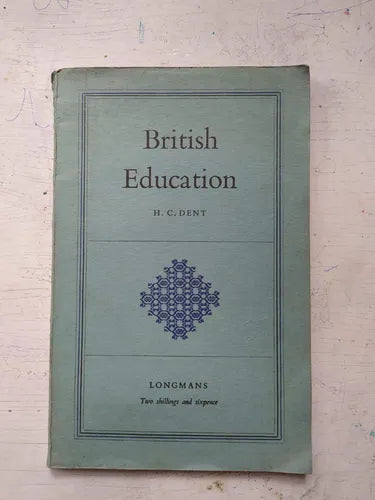 British
Education
H. C. DENT
LONGMANS
Two shillings and sixpence